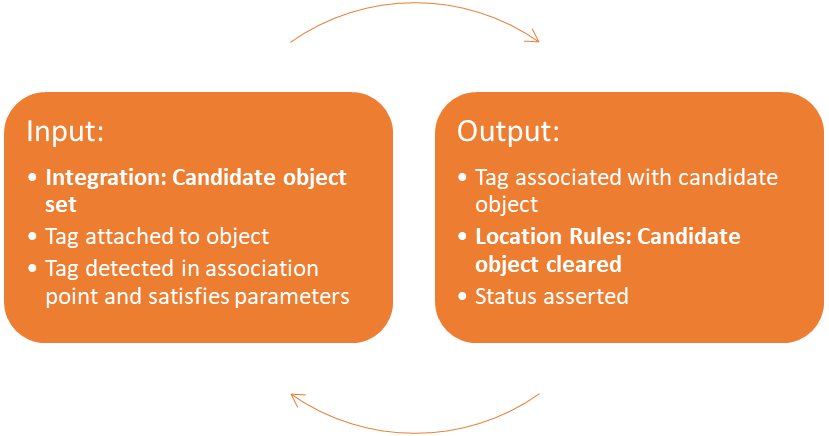 Input:
• Integration: Candidate object
set
• Tag attached to object
• Tag detected in association
point and satisfies parameters
Output:
• Tag associated with candidate
object
• Location Rules: Candidate
object cleared
• Status asserted